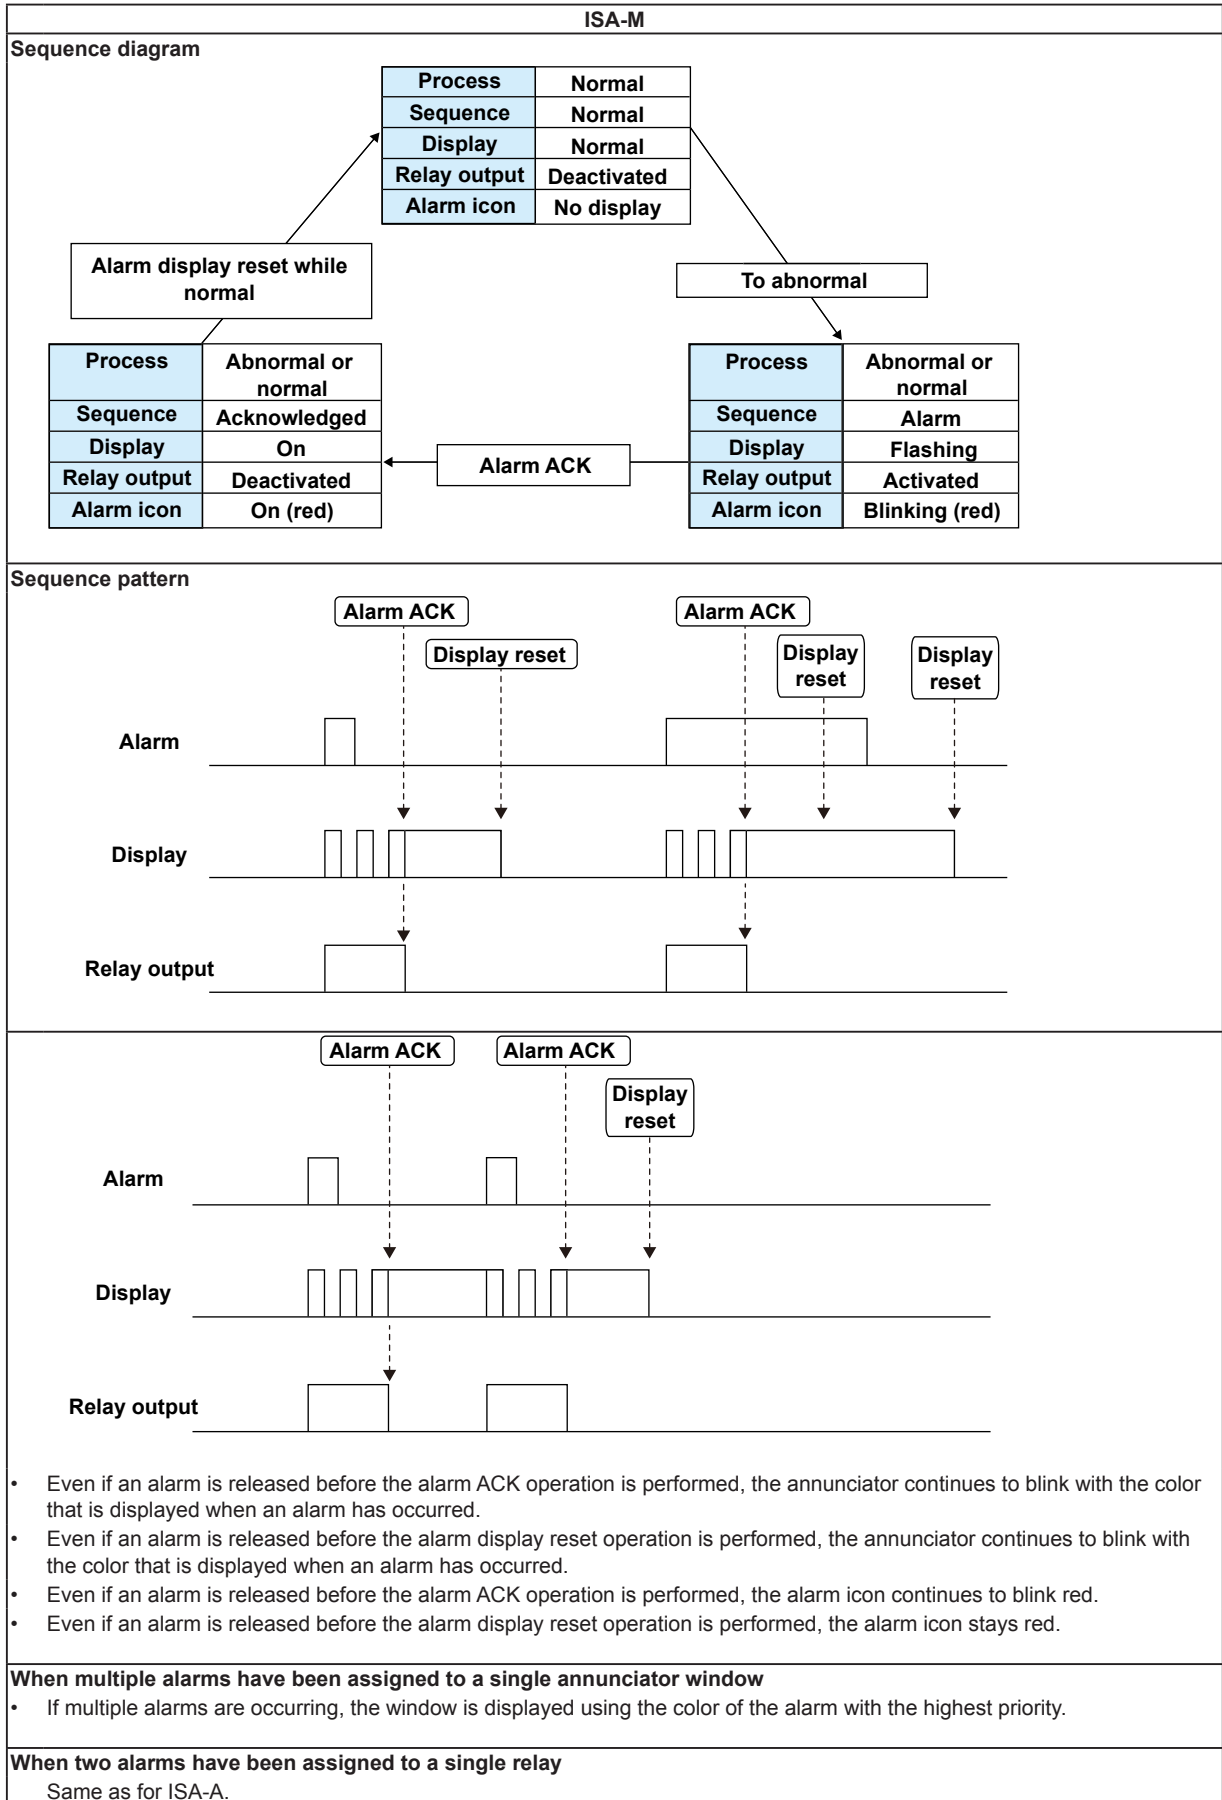 ISA-M
Sequence diagram
Process Normal
Sequence Normal
Display Normal
Relay output Deactivated
Alarm icon No display
Alarm display reset while
normal
To abnormal
Process Abnormal or
normal
Sequence Acknowledged
Display On
Relay output Deactivated
Alarm icon On (red)
Alarm ACK
Process Abnormal or
normal
Sequence Alarm
Display Flashing
Relay output Activated
Alarm icon Blinking (red)
Sequence pattern
Alarm ACK
Alarm ACK
Display reset
Display
reset
Display
reset
Alarm
Display
Relay output
Alarm ACK
Alarm ACK
Display
reset
Alarm
Display
Relay output
• Even if an alarm is released before the alarm ACK operation is performed, the annunciator continues to blink with the color
that is displayed when an alarm has occurred.
• Even if an alarm is released before the alarm display reset operation is performed, the annunciator continues to blink with
the color that is displayed when an alarm has occurred.
• Even if an alarm is released before the alarm ACK operation is performed, the alarm icon continues to blink red.
• Even if an alarm is released before the alarm display reset operation is performed, the alarm icon stays red.
When multiple alarms have been assigned to a single annunciator window
• If multiple alarms are occurring, the window is displayed using the color of the alarm with the highest priority.
When two alarms have been assigned to a single relay
Same as for ISA-A.